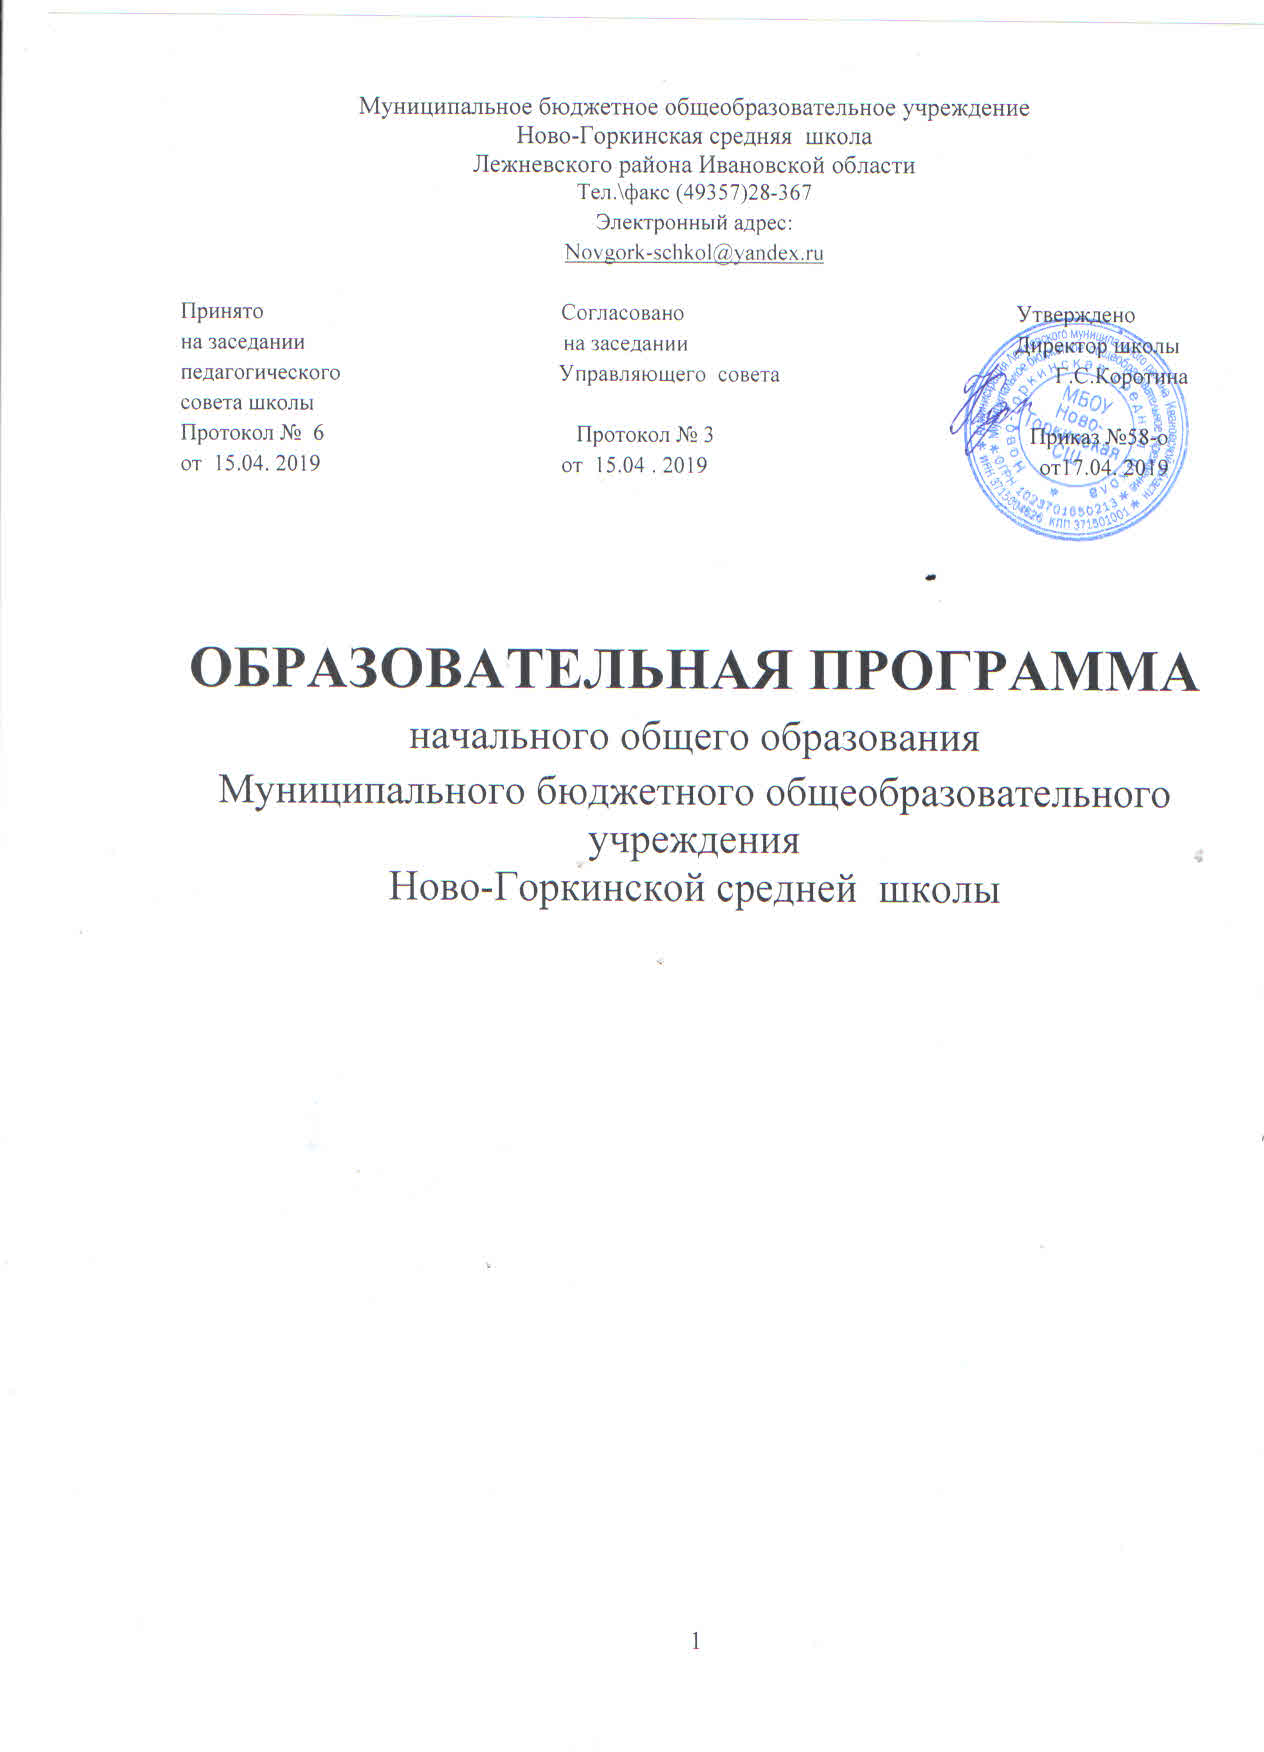 Муниципальное бюджетное общеобразовательное учреждение
Ново-Горкинская средняя школа
Лежневского района Ивановской области
Тел.\факс (49357)28-367
Электронный адрес:
Novgork-schkol@yandex.ru
Принято
на заседании
педагогического
совета школы
Протокол № 6
от 15.04. 2019
Согласовано
на заседании
Управляющего совета
Протокол № 3
от 15.04 . 2019
Утверждено
Директор школы
Г.С.Коротина
Приказ №58-о
от17.04. 2019
МБОУ
Ново-
Горкинская
СШ
ОБРАЗОВАТЕЛЬНАЯ ПРОГРАММА
начального общего образования
Муниципального бюджетного общеобразовательного
учреждения
Ново-Горкинской средней школы
1